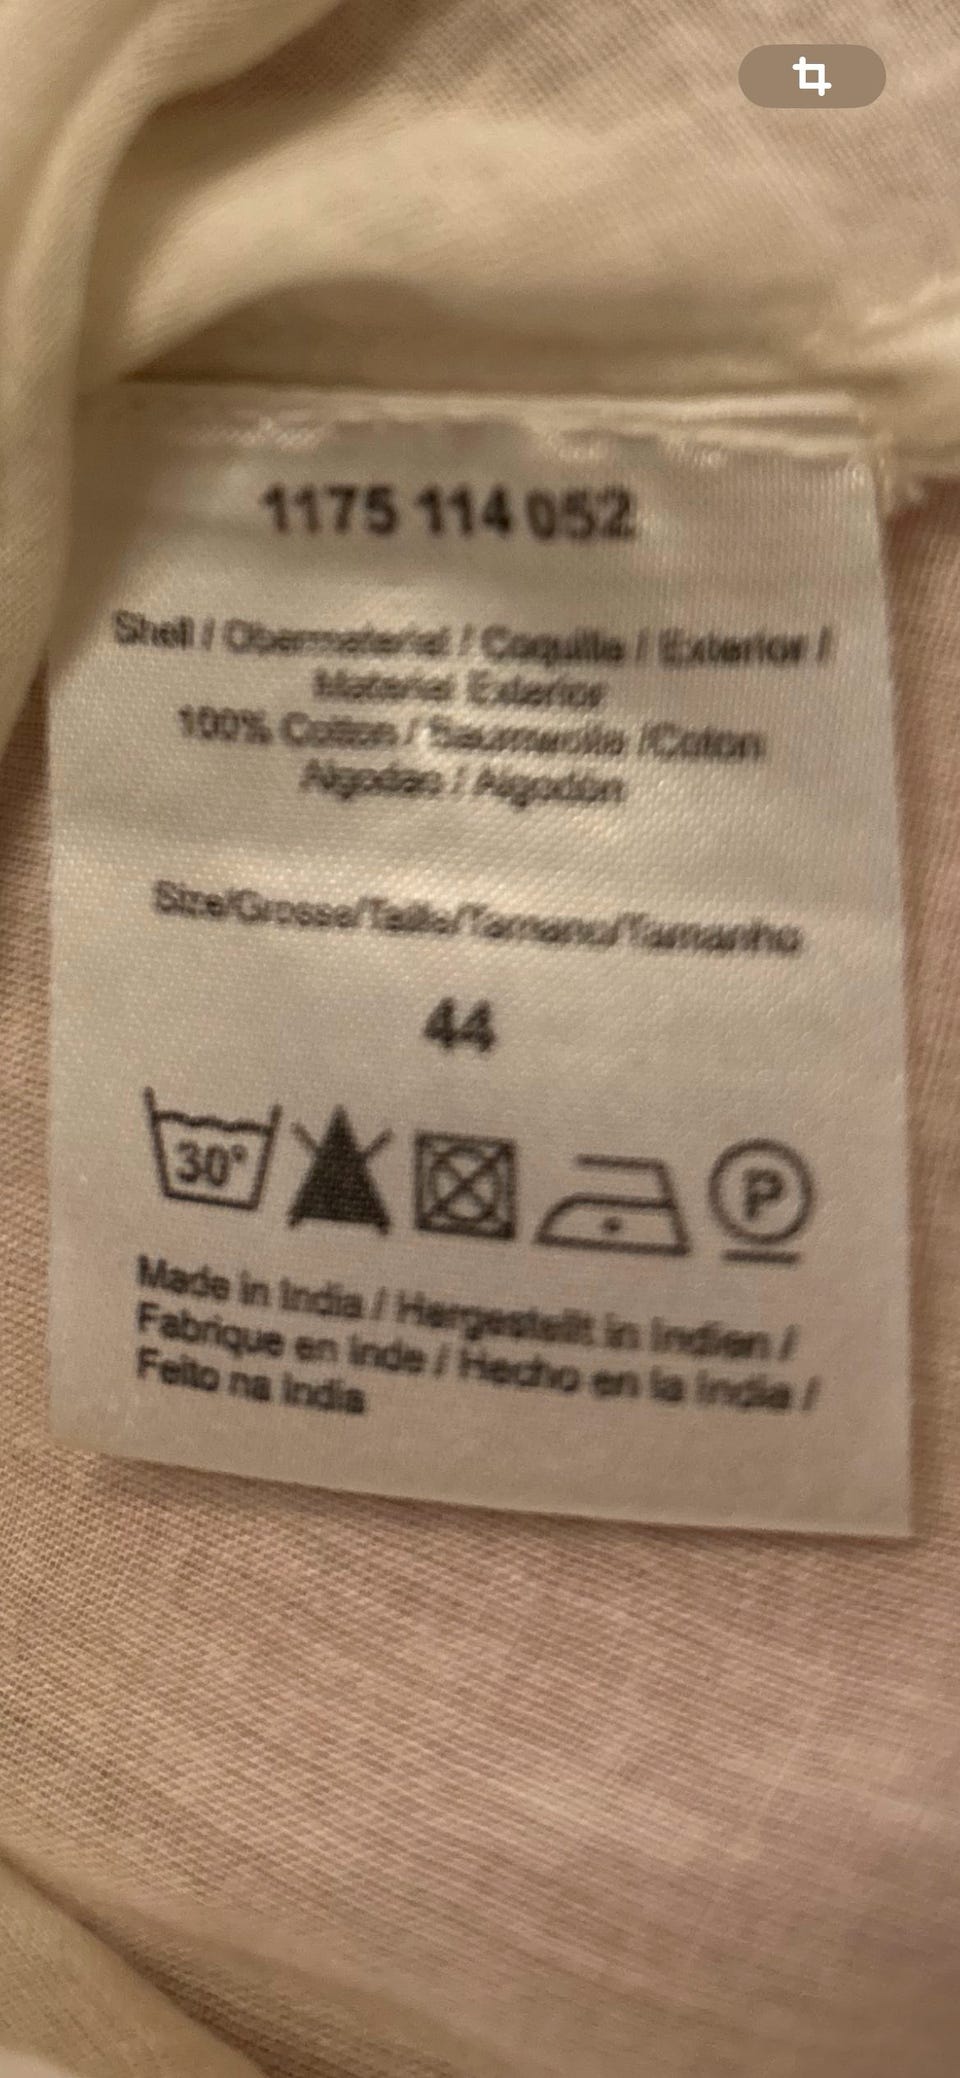 1175 114 052
Shell / Obermaterial / Coquille / Exterior /
Material Exterior
100% Cotton / Baumwolle /Coton
Algodao / Algodón
Size/Grosse/Taille/Tamano/Tamanho
44
30°
P
Made in India / Hergestellt in Indien /
Fabrique en Inde / Hecho en la India /
Feito na India